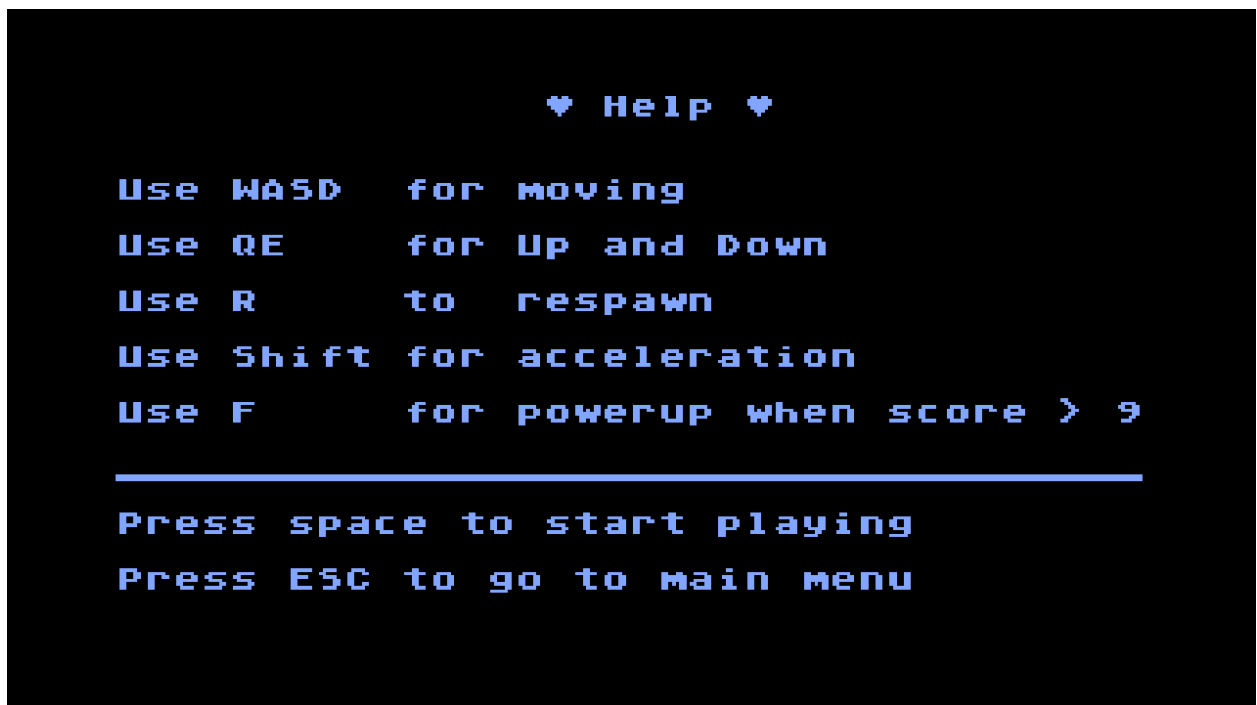 ♥ Help ♥
Use WASD  for moving
Use QE    for Up and Down
Use R     to  respawn
Use Shift for acceleration
Use F     for powerup when score > 9
Press space to start playing
Press ESC to go to main menu